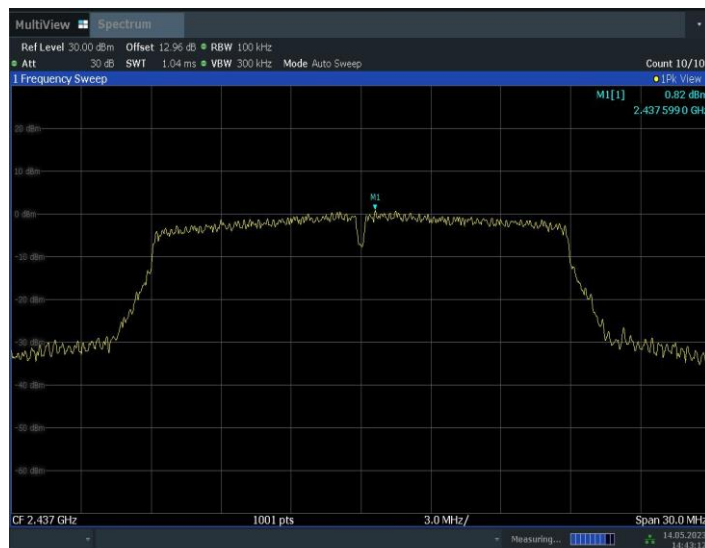 MultiView Spectrum
Ref Level 30.00 dBm Offset 12.96 dB RBW 100 kHz
Att 30 dB SWT 1.04 ms VBW 300 kHz Mode Auto Sweep Count 10/10
1 Frequency Sweep 1Pk View
M1[1] 0.82 dBm
2.4375990 GHz
20 dBm
10 dBm
M1
0 dBm
-10 dBm
-20 dBm
-30 dBm
-40 dBm
-50 dBm
-60 dBm
CF 2.437 GHz 1001 pts 3.0 MHz/ Span 30.0 MHz
Measuring... 14.05.2023
14:43:17